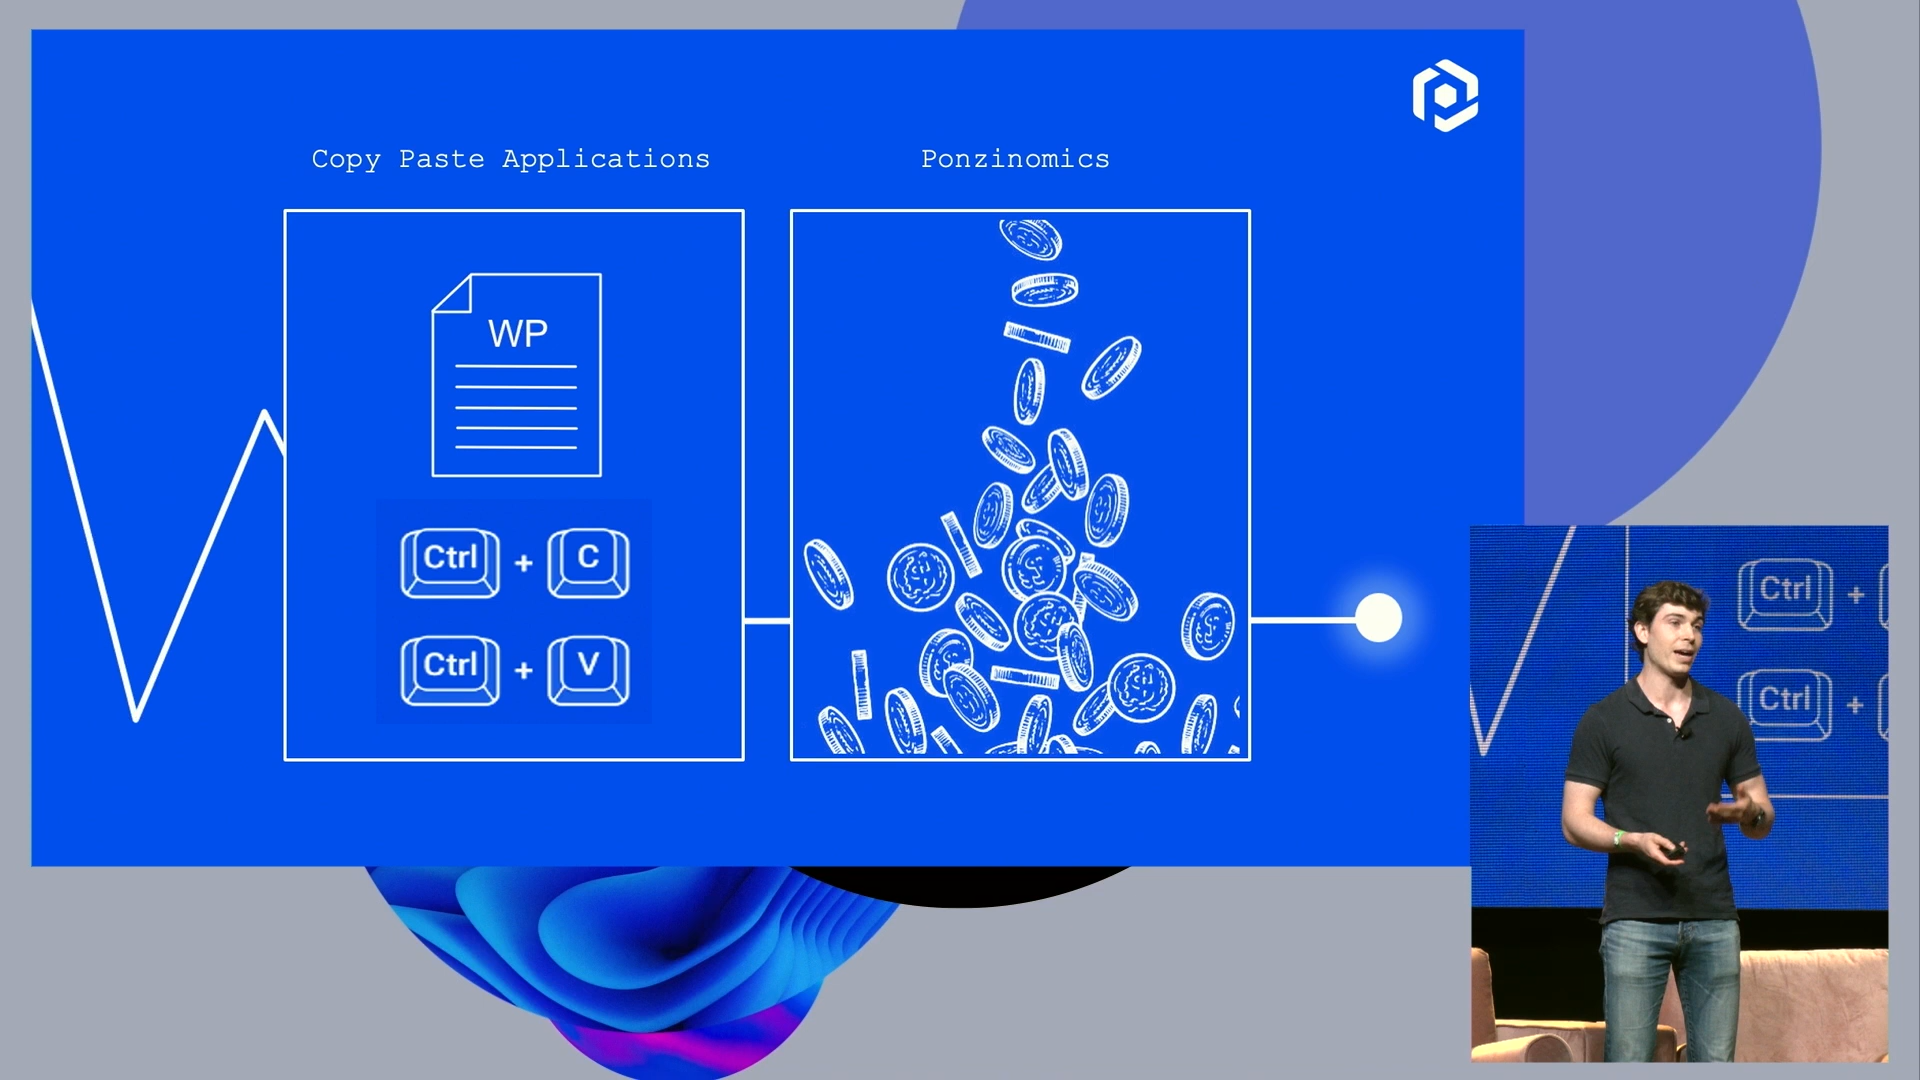 Copy Paste Applications
Ponzinomics
WP
Ctrl + C
Ctrl + V
Ctrl +
Ctrl +